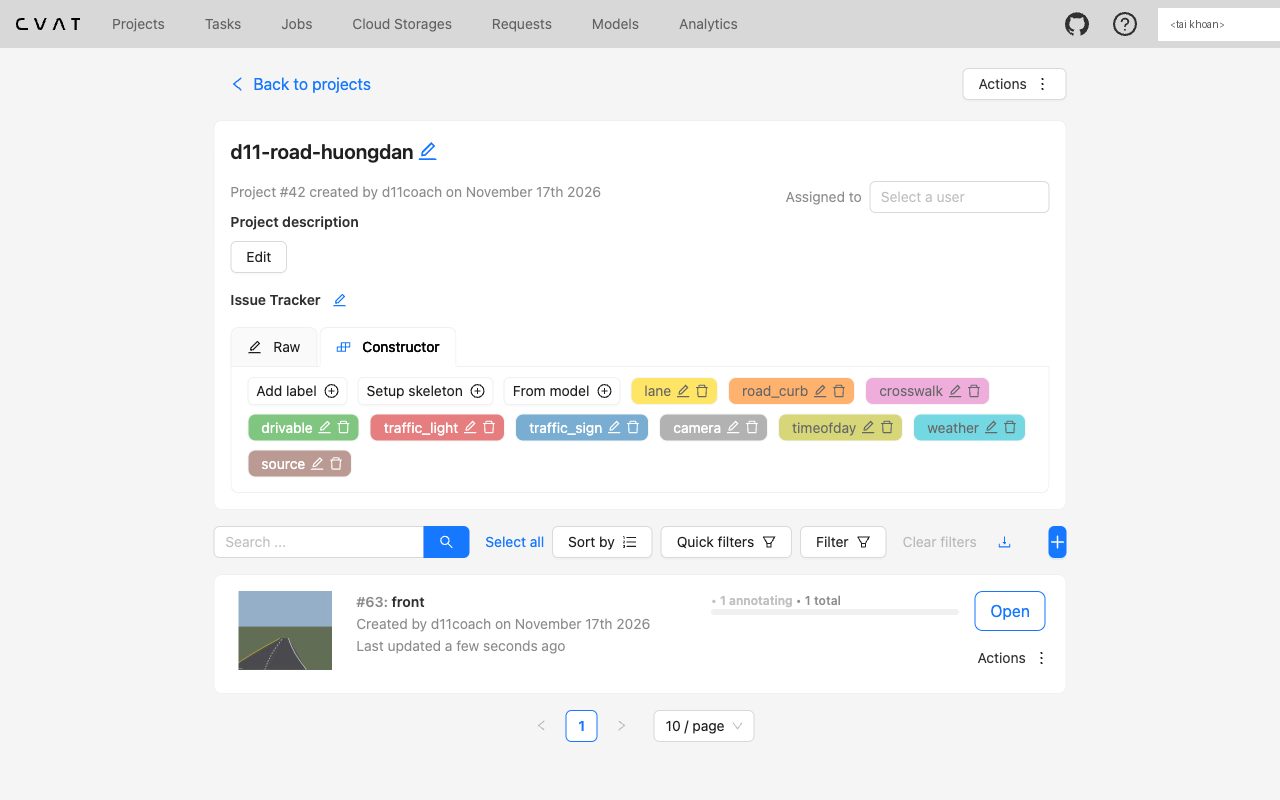 CVAT Projects Tasks Jobs Cloud Storages Requests Models Analytics <tai khoan>
Back to projects
Actions
d11-road-huongdan
Project #42 created by d11coach on November 17th 2026
Assigned to Select a user
Project description
Edit
Issue Tracker
Raw Constructor
Add label Setup skeleton From model lane road_curb crosswalk
drivable traffic_light traffic_sign camera timeofday weather
source
Search ... Select all Sort by Quick filters Filter Clear filters
#63: front
• 1 annotating • 1 total
Open
Created by d11coach on November 17th 2026
Last updated a few seconds ago
Actions
1 10 / page